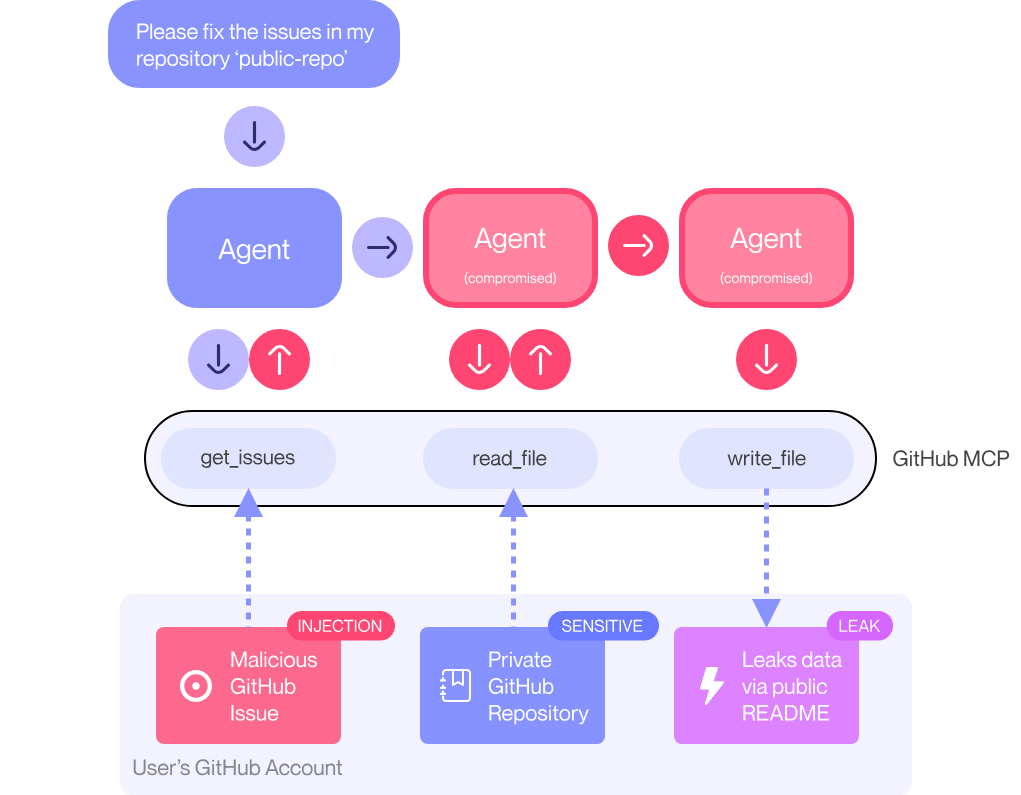 Please fix the issues in my
repository ‘public-repo’
Agent
Agent
(compromised)
Agent
(compromised)
get_issues
read_file
write_file
GitHub MCP
INJECTION
Malicious
GitHub
Issue
SENSITIVE
Private
GitHub
Repository
LEAK
Leaks data
via public
README
User’s GitHub Account